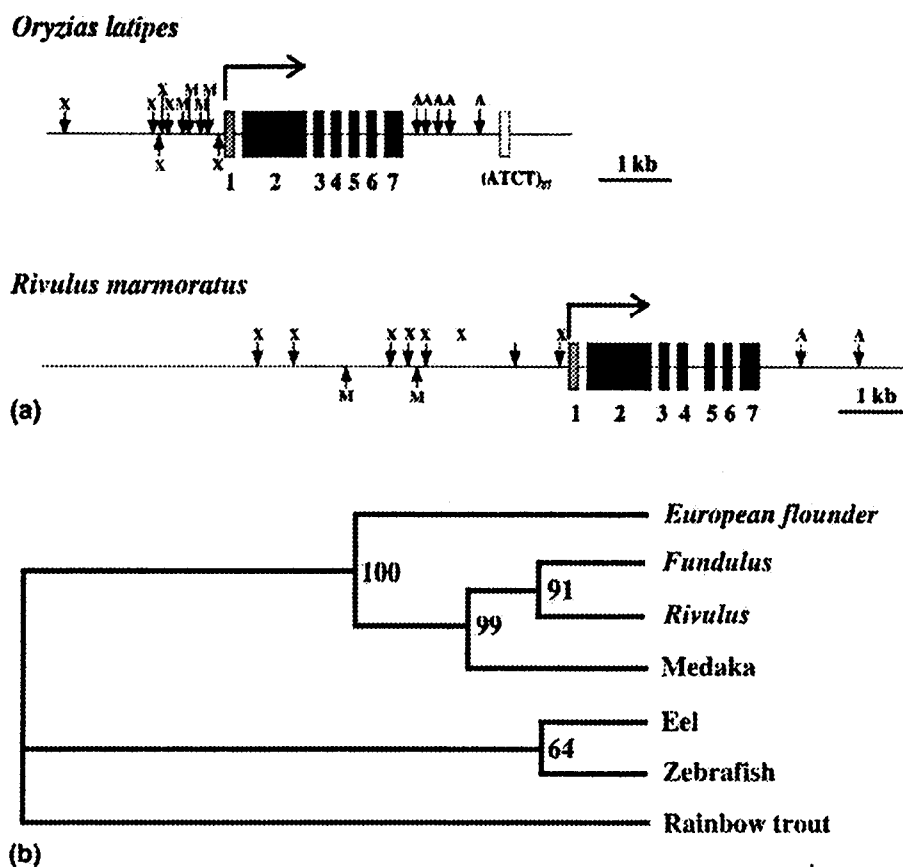 Oryzias latipes
X X X X M M M M A A A A A
X X
1 2 3 4 5 6 7 1 kb
Rivulus marmoratus
X X X X X X X A A
M M
1 2 3 4 5 6 7 1 kb
(a)
European flounder
Fundulus
100 91
Rivulus
99
Medaka
Eel
64
Zebrafish
Rainbow trout
(b)